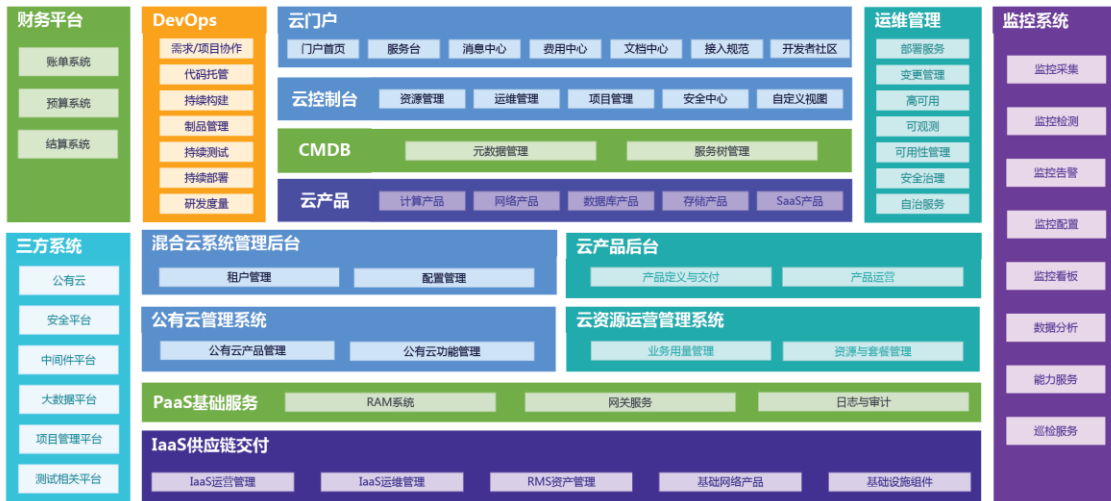 财务平台
账单系统
预算系统
结算系统
DevOps
需求/项目协作
代码托管
持续构建
制品管理
持续测试
持续部署
研发度量
云门户
门户首页 服务台 消息中心 费用中心 文档中心 接入规范 开发者社区
云控制台 资源管理 运维管理 项目管理 安全中心 自定义视图
CMDB 元数据管理 服务树管理
云产品 计算产品 网络产品 数据库产品 存储产品 SaaS产品
运维管理
部署服务
变更管理
高可用
可观测
可用性管理
安全治理
自治服务
监控系统
监控采集
监控检测
监控告警
监控配置
监控看板
数据分析
能力服务
巡检服务
三方系统
公有云
安全平台
中间件平台
大数据平台
项目管理平台
测试相关平台
混合云系统管理后台
租户管理 配置管理
云产品后台
产品定义与交付 产品运营
公有云管理系统
公有云产品管理 公有云功能管理
云资源运营管理系统
业务用量管理 资源与套餐管理
PaaS基础服务 RAM系统 网关服务 日志与审计
IaaS供应链交付
IaaS运营管理 IaaS运维管理 RMS资产管理 基础网络产品 基础设施组件